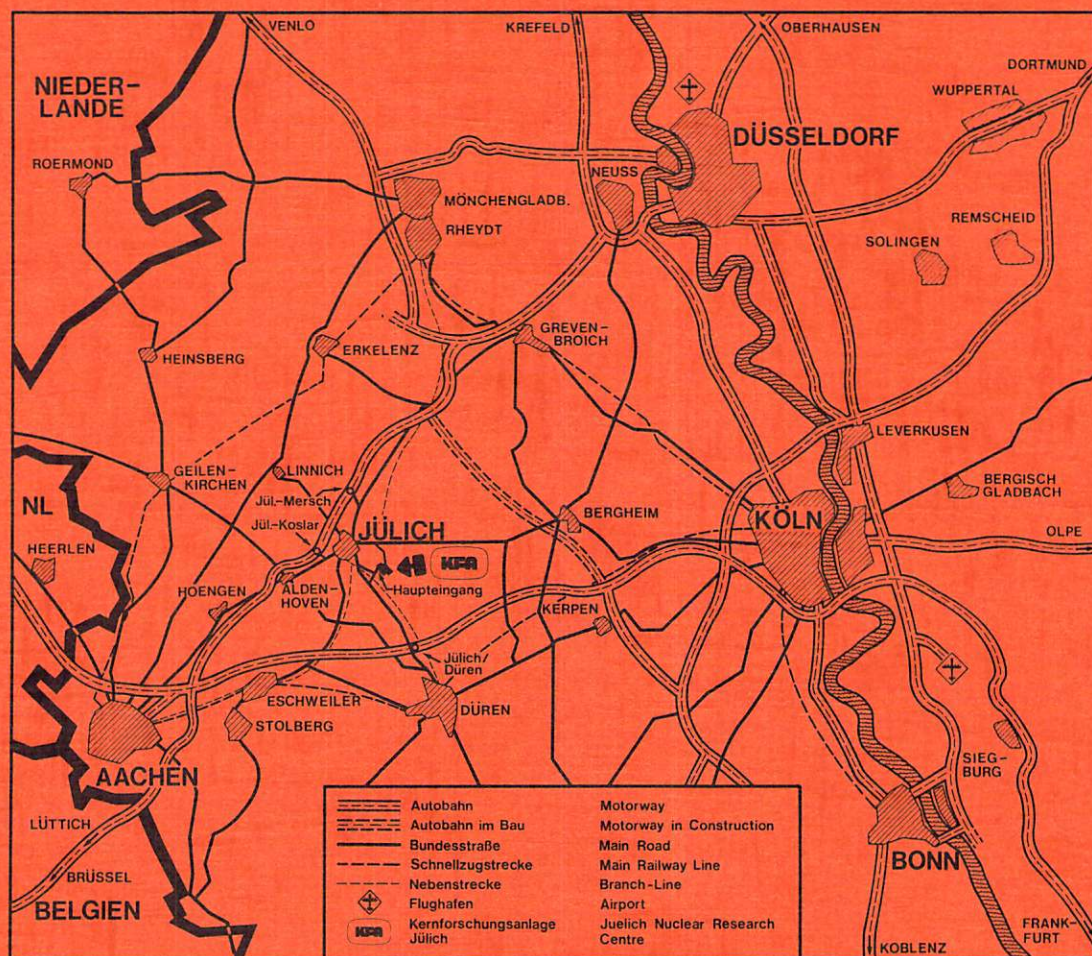 VENLO
KREFELD
OBERHAUSEN
DORTMUND
NIEDER-
LANDE
WUPPERTAL
DÜSSELDORF
ROERMOND
NEUSS
MÖNCHENGLADB.
RHEYDT
REMSCHEID
SOLINGEN
GREVEN-
BROICH
ERKELENZ
HEINSBERG
LEVERKUSEN
GEILEN-
KIRCHEN
LINNICH
BERGISCH
GLADBACH
NL
Jül.-Mersch
BERGHEIM
KÖLN
Jül.-Koslar
JÜLICH
OLPE
HEERLEN
KFA
HOENGEN
ALDEN-
HOVEN
Haupteingang
KERPEN
Jülich/
Düren
ESCHWEILER
DÜREN
STOLBERG
SIEG-
BURG
AACHEN
LÜTTICH
BONN
BRÜSSEL
BELGIEN
FRANK-
FURT
KOBLENZ
Autobahn Motorway
Autobahn im Bau Motorway in Construction
Bundesstraße Main Road
Schnellzugstrecke Main Railway Line
Nebenstrecke Branch-Line
Flughafen Airport
KFA Kernforschungsanlage Juelich Nuclear Research
Jülich Centre